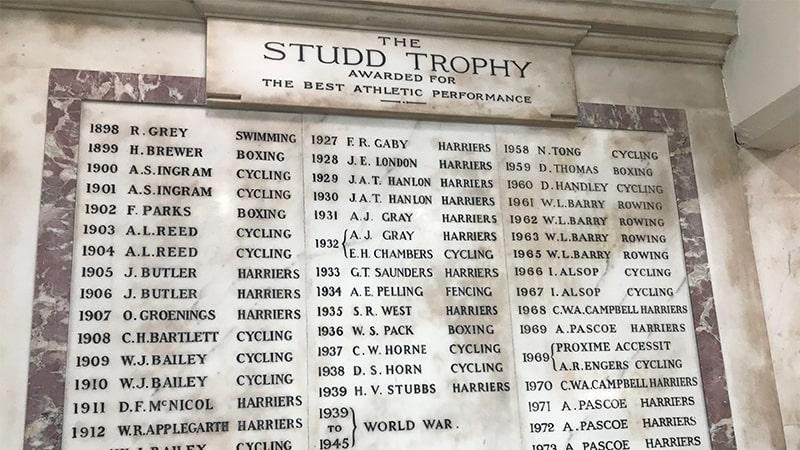 THE
STUDD TROPHY
AWARDED FOR
THE BEST ATHLETIC PERFORMANCE
1898 R. GREY SWIMMING
1899 H. BREWER BOXING
1900 A.S. INGRAM CYCLING
1901 A.S. INGRAM CYCLING
1902 F. PARKS BOXING
1903 A.L. REED CYCLING
1904 A.L. REED CYCLING
1905 J. BUTLER HARRIERS
1906 J. BUTLER HARRIERS
1907 O. GROENINGS HARRIERS
1908 C.H. BARTLETT CYCLING
1909 W.J. BAILEY CYCLING
1910 W.J. BAILEY CYCLING
1911 D.F. McNICOL HARRIERS
1912 W.R. APPLEGARTH HARRIERS
W.J. BAILEY CYCLING
1927 F. R. GABY HARRIERS
1928 J. E. LONDON HARRIERS
1929 J.A.T. HANLON HARRIERS
1930 J.A.T. HANLON HARRIERS
1931 A.J. GRAY HARRIERS
1932 { A.J. GRAY HARRIERS
E.H. CHAMBERS CYCLING
1933 G.T. SAUNDERS HARRIERS
1934 A.E. PELLING FENCING
1935 S.R. WEST HARRIERS
1936 W.S. PACK BOXING
1937 C.W. HORNE CYCLING
1938 D.S. HORN CYCLING
1939 H.V. STUBBS HARRIERS
1939
TO } WORLD WAR.
1945
1958 N. TONG CYCLING
1959 D. THOMAS BOXING
1960 D. HANDLEY CYCLING
1961 W.L. BARRY ROWING
1962 W.L. BARRY ROWING
1963 W.L. BARRY ROWING
1965 W.L. BARRY ROWING
1966 I. ALSOP CYCLING
1967 I. ALSOP CYCLING
1968 C.W.A. CAMPBELL HARRIERS
1969 A. PASCOE HARRIERS
1969 { PROXIME ACCESSIT
A.R. ENGERS CYCLING
1970 C.W.A. CAMPBELL HARRIERS
1971 A. PASCOE HARRIERS
1972 A. PASCOE HARRIERS
1973 A. PASCOE HARRIERS